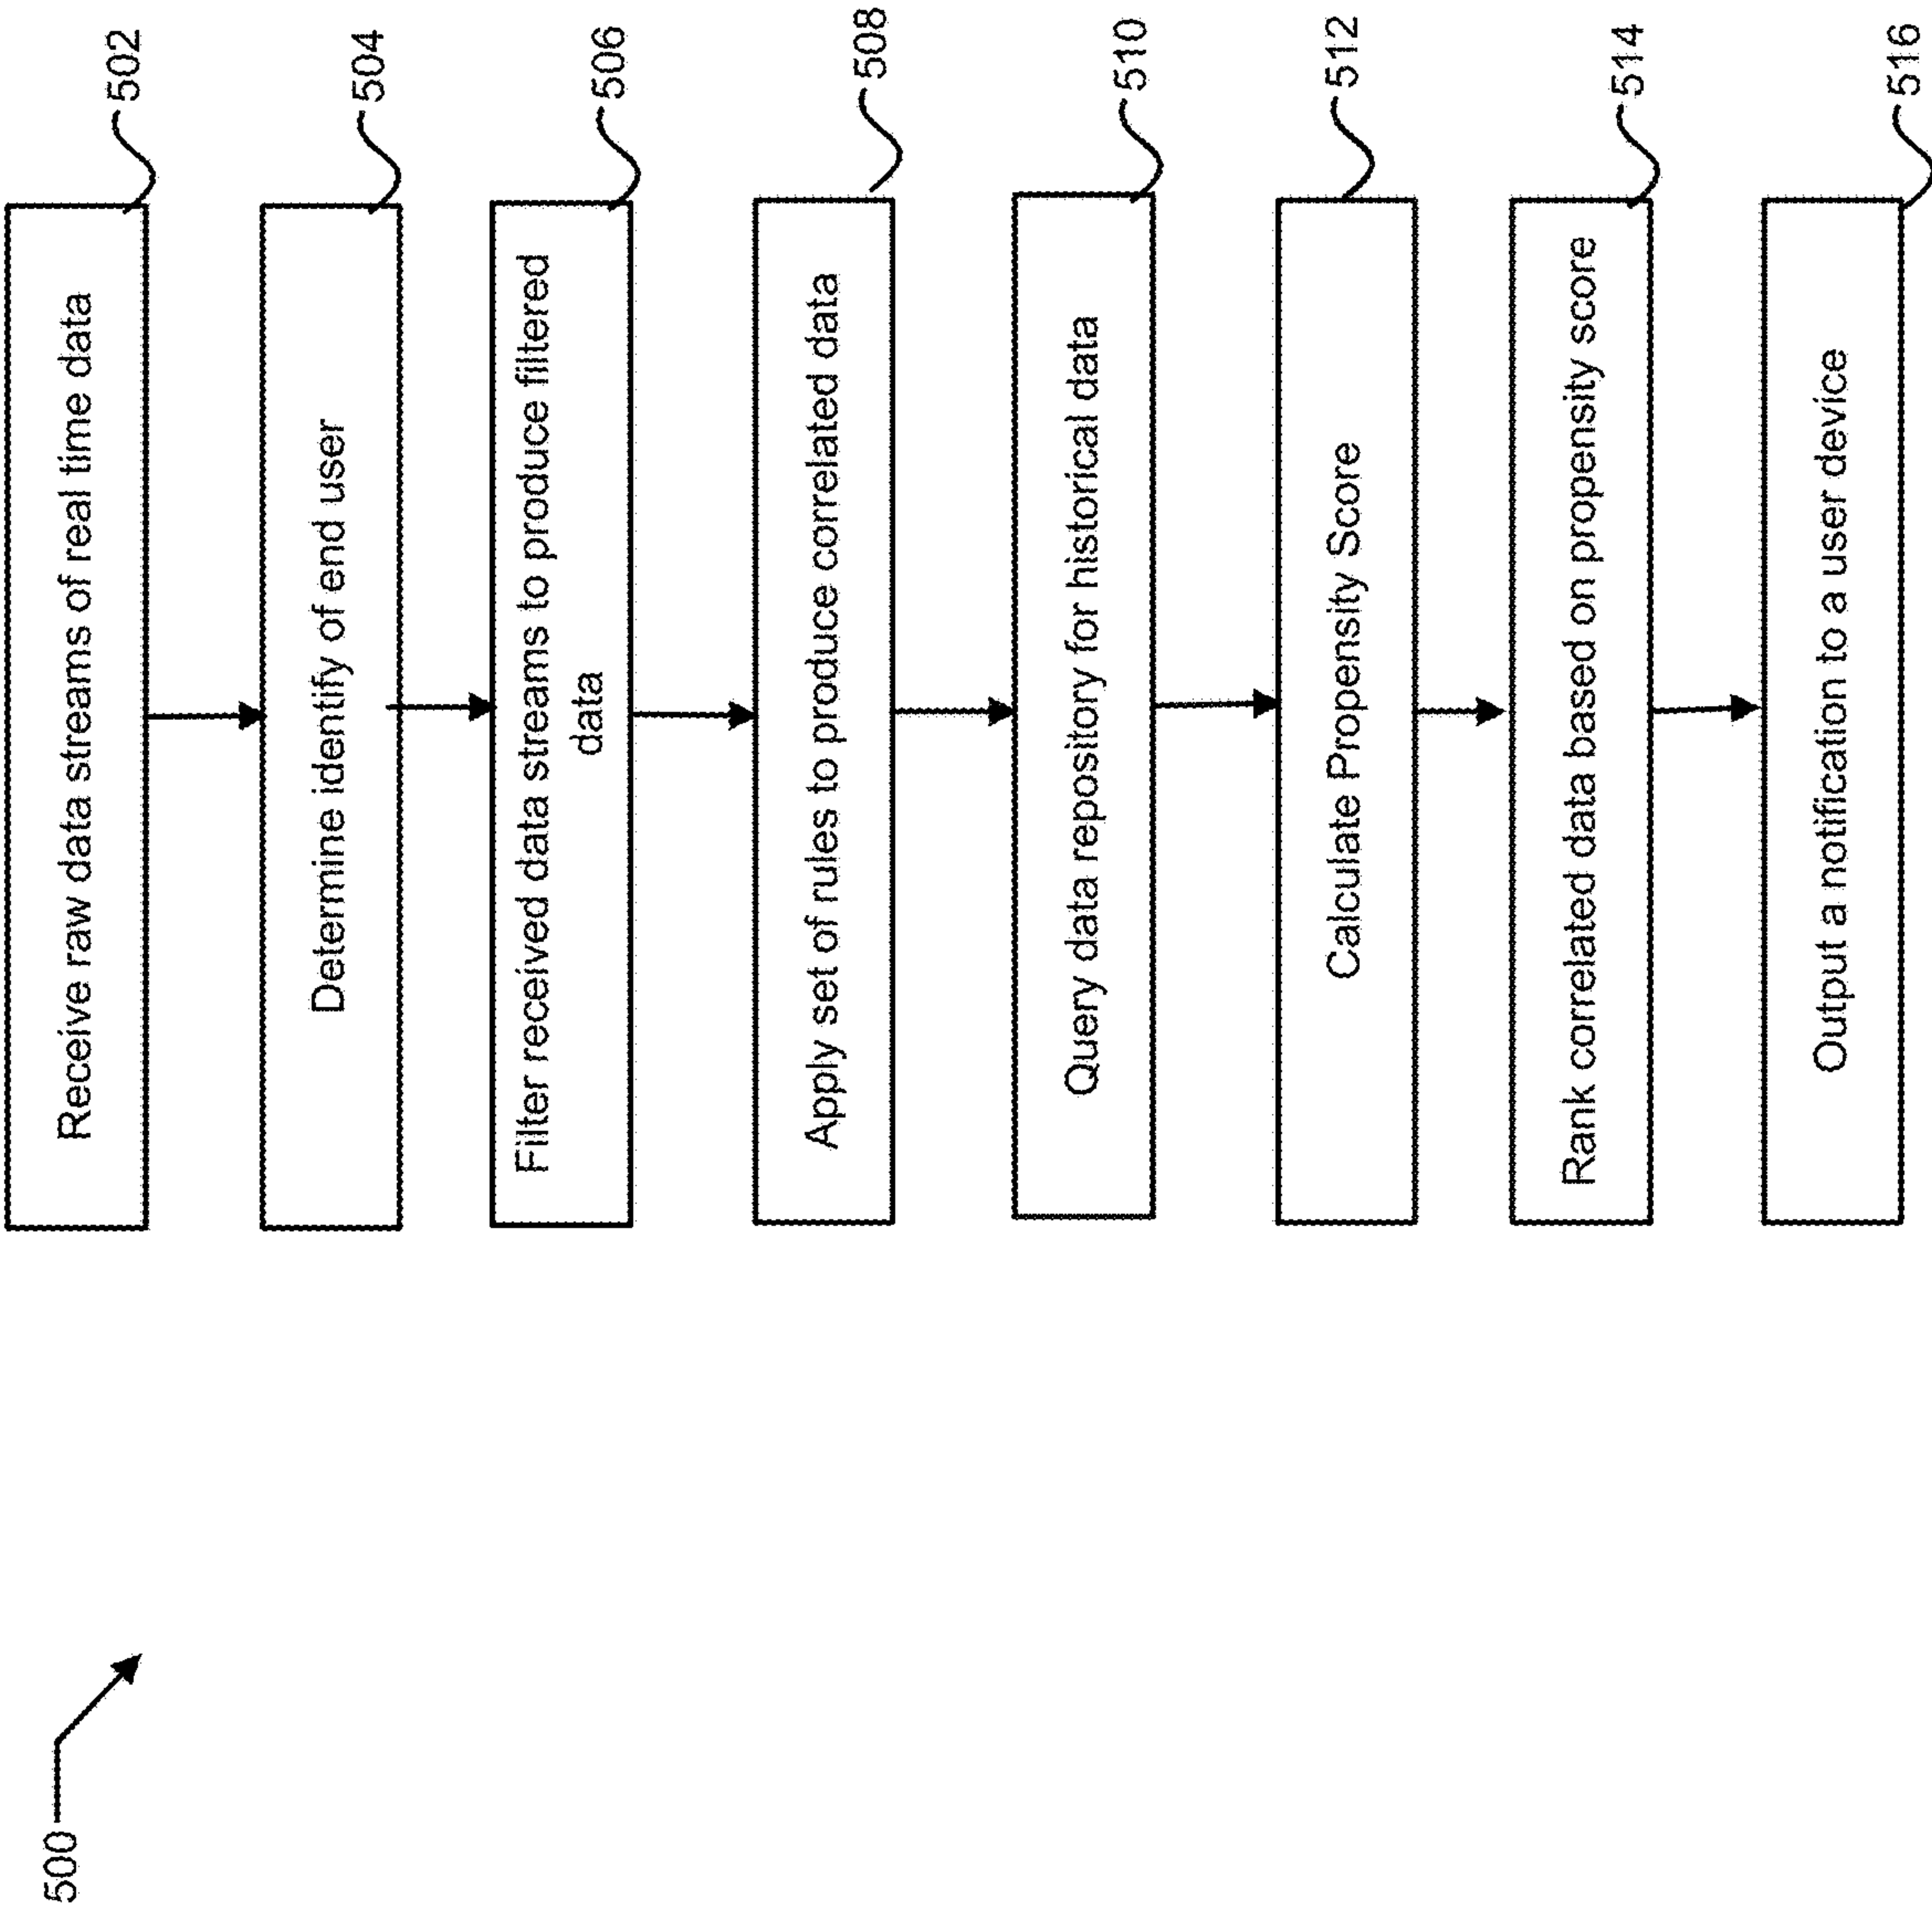 500
Receive raw data streams of real time data
502
Determine identify of end user
504
Filter received data streams to produce filtered
data
506
Apply set of rules to produce correlated data
508
Query data repository for historical data
510
Calculate Propensity Score
512
Rank correlated data based on propensity score
514
Output a notification to a user device
516